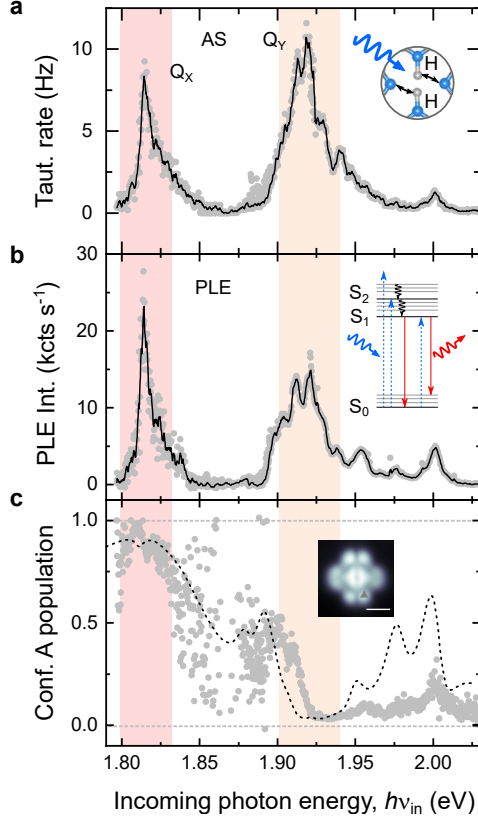 a
AS
Q_X
Q_Y
H
H
Taut. rate (Hz)
10
5
0
b
PLE
S_2
S_1
S_0
PLE Int. (kcts s⁻¹)
30
20
10
0
c
Conf. A population
1.0
0.5
0.0
1.80
1.85
1.90
1.95
2.00
Incoming photon energy, hν_in (eV)